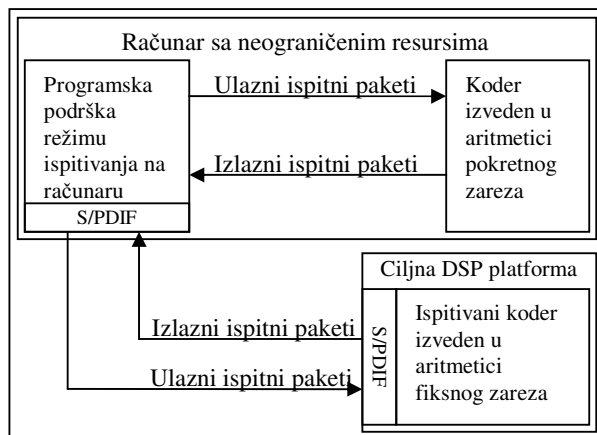 Računar sa neograničenim resursima
Programska
podrška
režimu
ispitivanja na
računaru
S/PDIF
Ulazni ispitni paketi
Izlazni ispitni paketi
Koder
izveden u
aritmetici
pokretnog
zareza
Ciljna DSP platforma
S/PDIF
Ispitivani koder
izveden u
aritmetici
fiksnog zareza
Izlazni ispitni paketi
Ulazni ispitni paketi